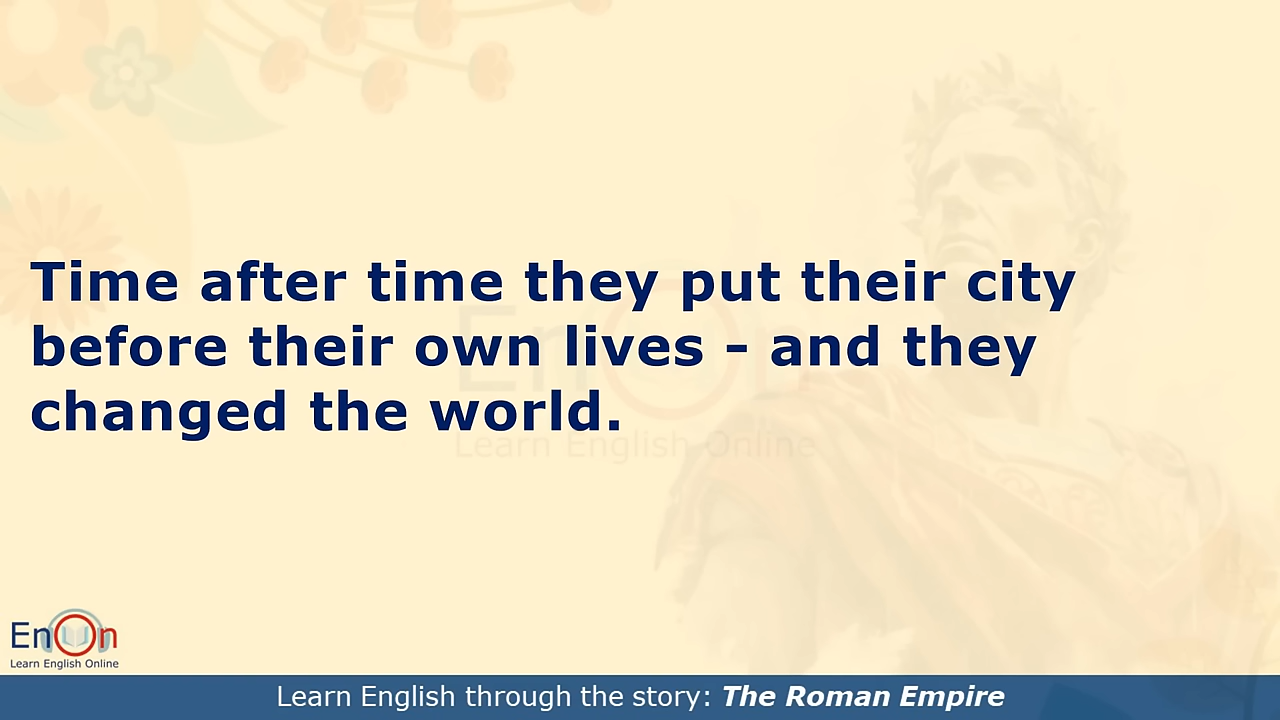 Time after time they put their city
before their own lives - and they
changed the world.
EnOn
Learn English Online
EnOn
Learn English Online
Learn English through the story: The Roman Empire